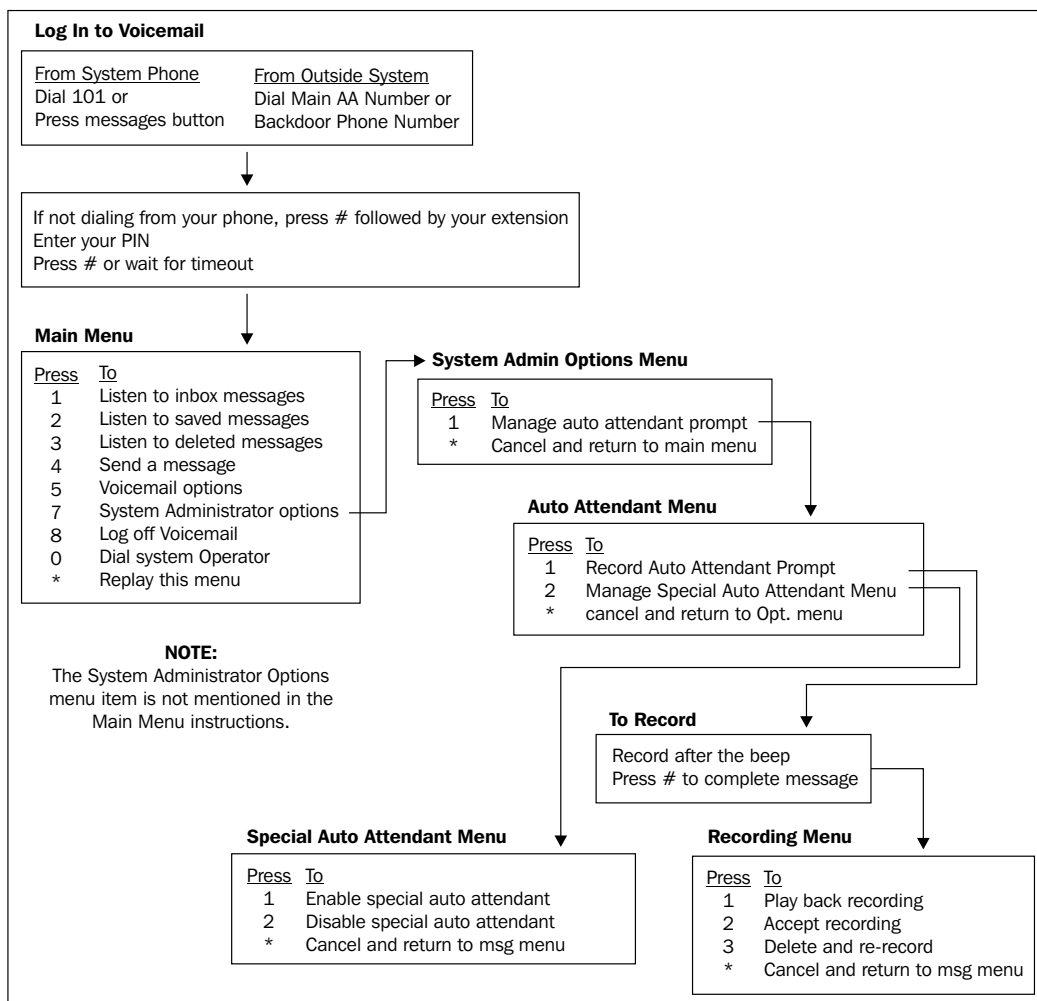 Log In to Voicemail
From System Phone
Dial 101 or
Press messages button
From Outside System
Dial Main AA Number or
Backdoor Phone Number
If not dialing from your phone, press # followed by your extension
Enter your PIN
Press # or wait for timeout
Main Menu
Press To
1 Listen to inbox messages
2 Listen to saved messages
3 Listen to deleted messages
4 Send a message
5 Voicemail options
7 System Administrator options
8 Log off Voicemail
0 Dial system Operator
* Replay this menu
NOTE:
The System Administrator Options
menu item is not mentioned in the
Main Menu instructions.
System Admin Options Menu
Press To
1 Manage auto attendant prompt
* Cancel and return to main menu
Auto Attendant Menu
Press To
1 Record Auto Attendant Prompt
2 Manage Special Auto Attendant Menu
* cancel and return to Opt. menu
To Record
Record after the beep
Press # to complete message
Special Auto Attendant Menu
Press To
1 Enable special auto attendant
2 Disable special auto attendant
* Cancel and return to msg menu
Recording Menu
Press To
1 Play back recording
2 Accept recording
3 Delete and re-record
* Cancel and return to msg menu